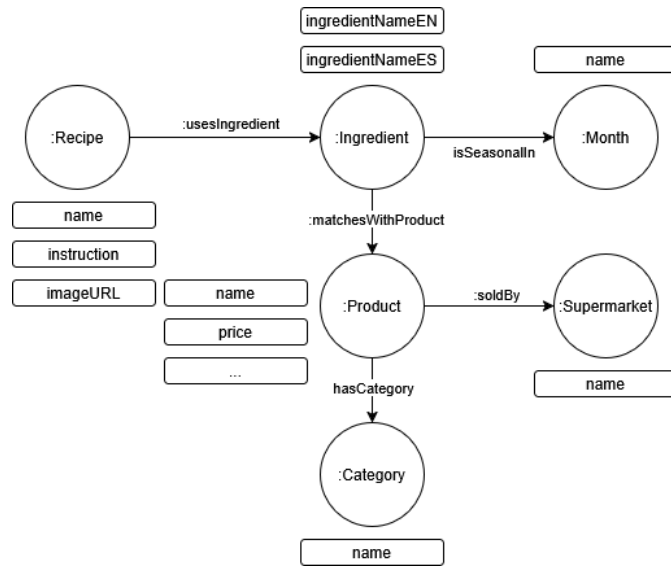 ingredientNameEN
ingredientNameES
name
:Recipe
:usesIngredient
:Ingredient
isSeasonalIn
:Month
name
instruction
imageURL
:matchesWithProduct
name
price
...
:Product
:soldBy
:Supermarket
name
hasCategory
:Category
name